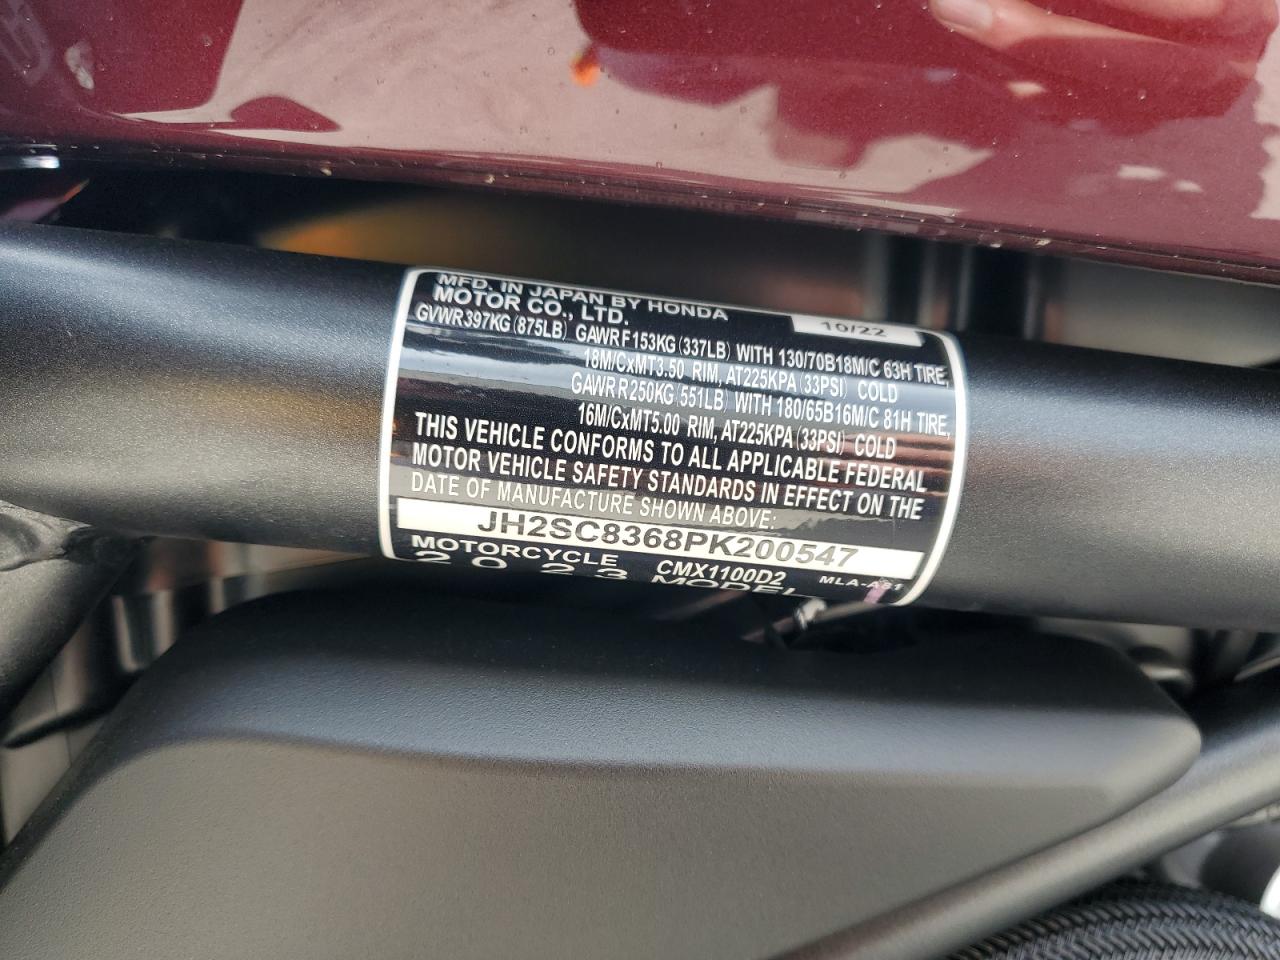 MFD. IN JAPAN BY HONDA
MOTOR CO., LTD. 10/22
GVWR397KG (875LB) GAWR F153KG (337LB) WITH 130/70B18M/C 63H TIRE,
18M/CxMT3.50 RIM, AT225KPA (33PSI) COLD
GAWR R250KG (551LB) WITH 180/65B16M/C 81H TIRE,
16M/CxMT5.00 RIM, AT225KPA (33PSI) COLD
THIS VEHICLE CONFORMS TO ALL APPLICABLE FEDERAL
MOTOR VEHICLE SAFETY STANDARDS IN EFFECT ON THE
DATE OF MANUFACTURE SHOWN ABOVE:
JH2SC8368PK200547
MOTORCYCLE CMX1100D2 MLA-A81
2023 MODEL